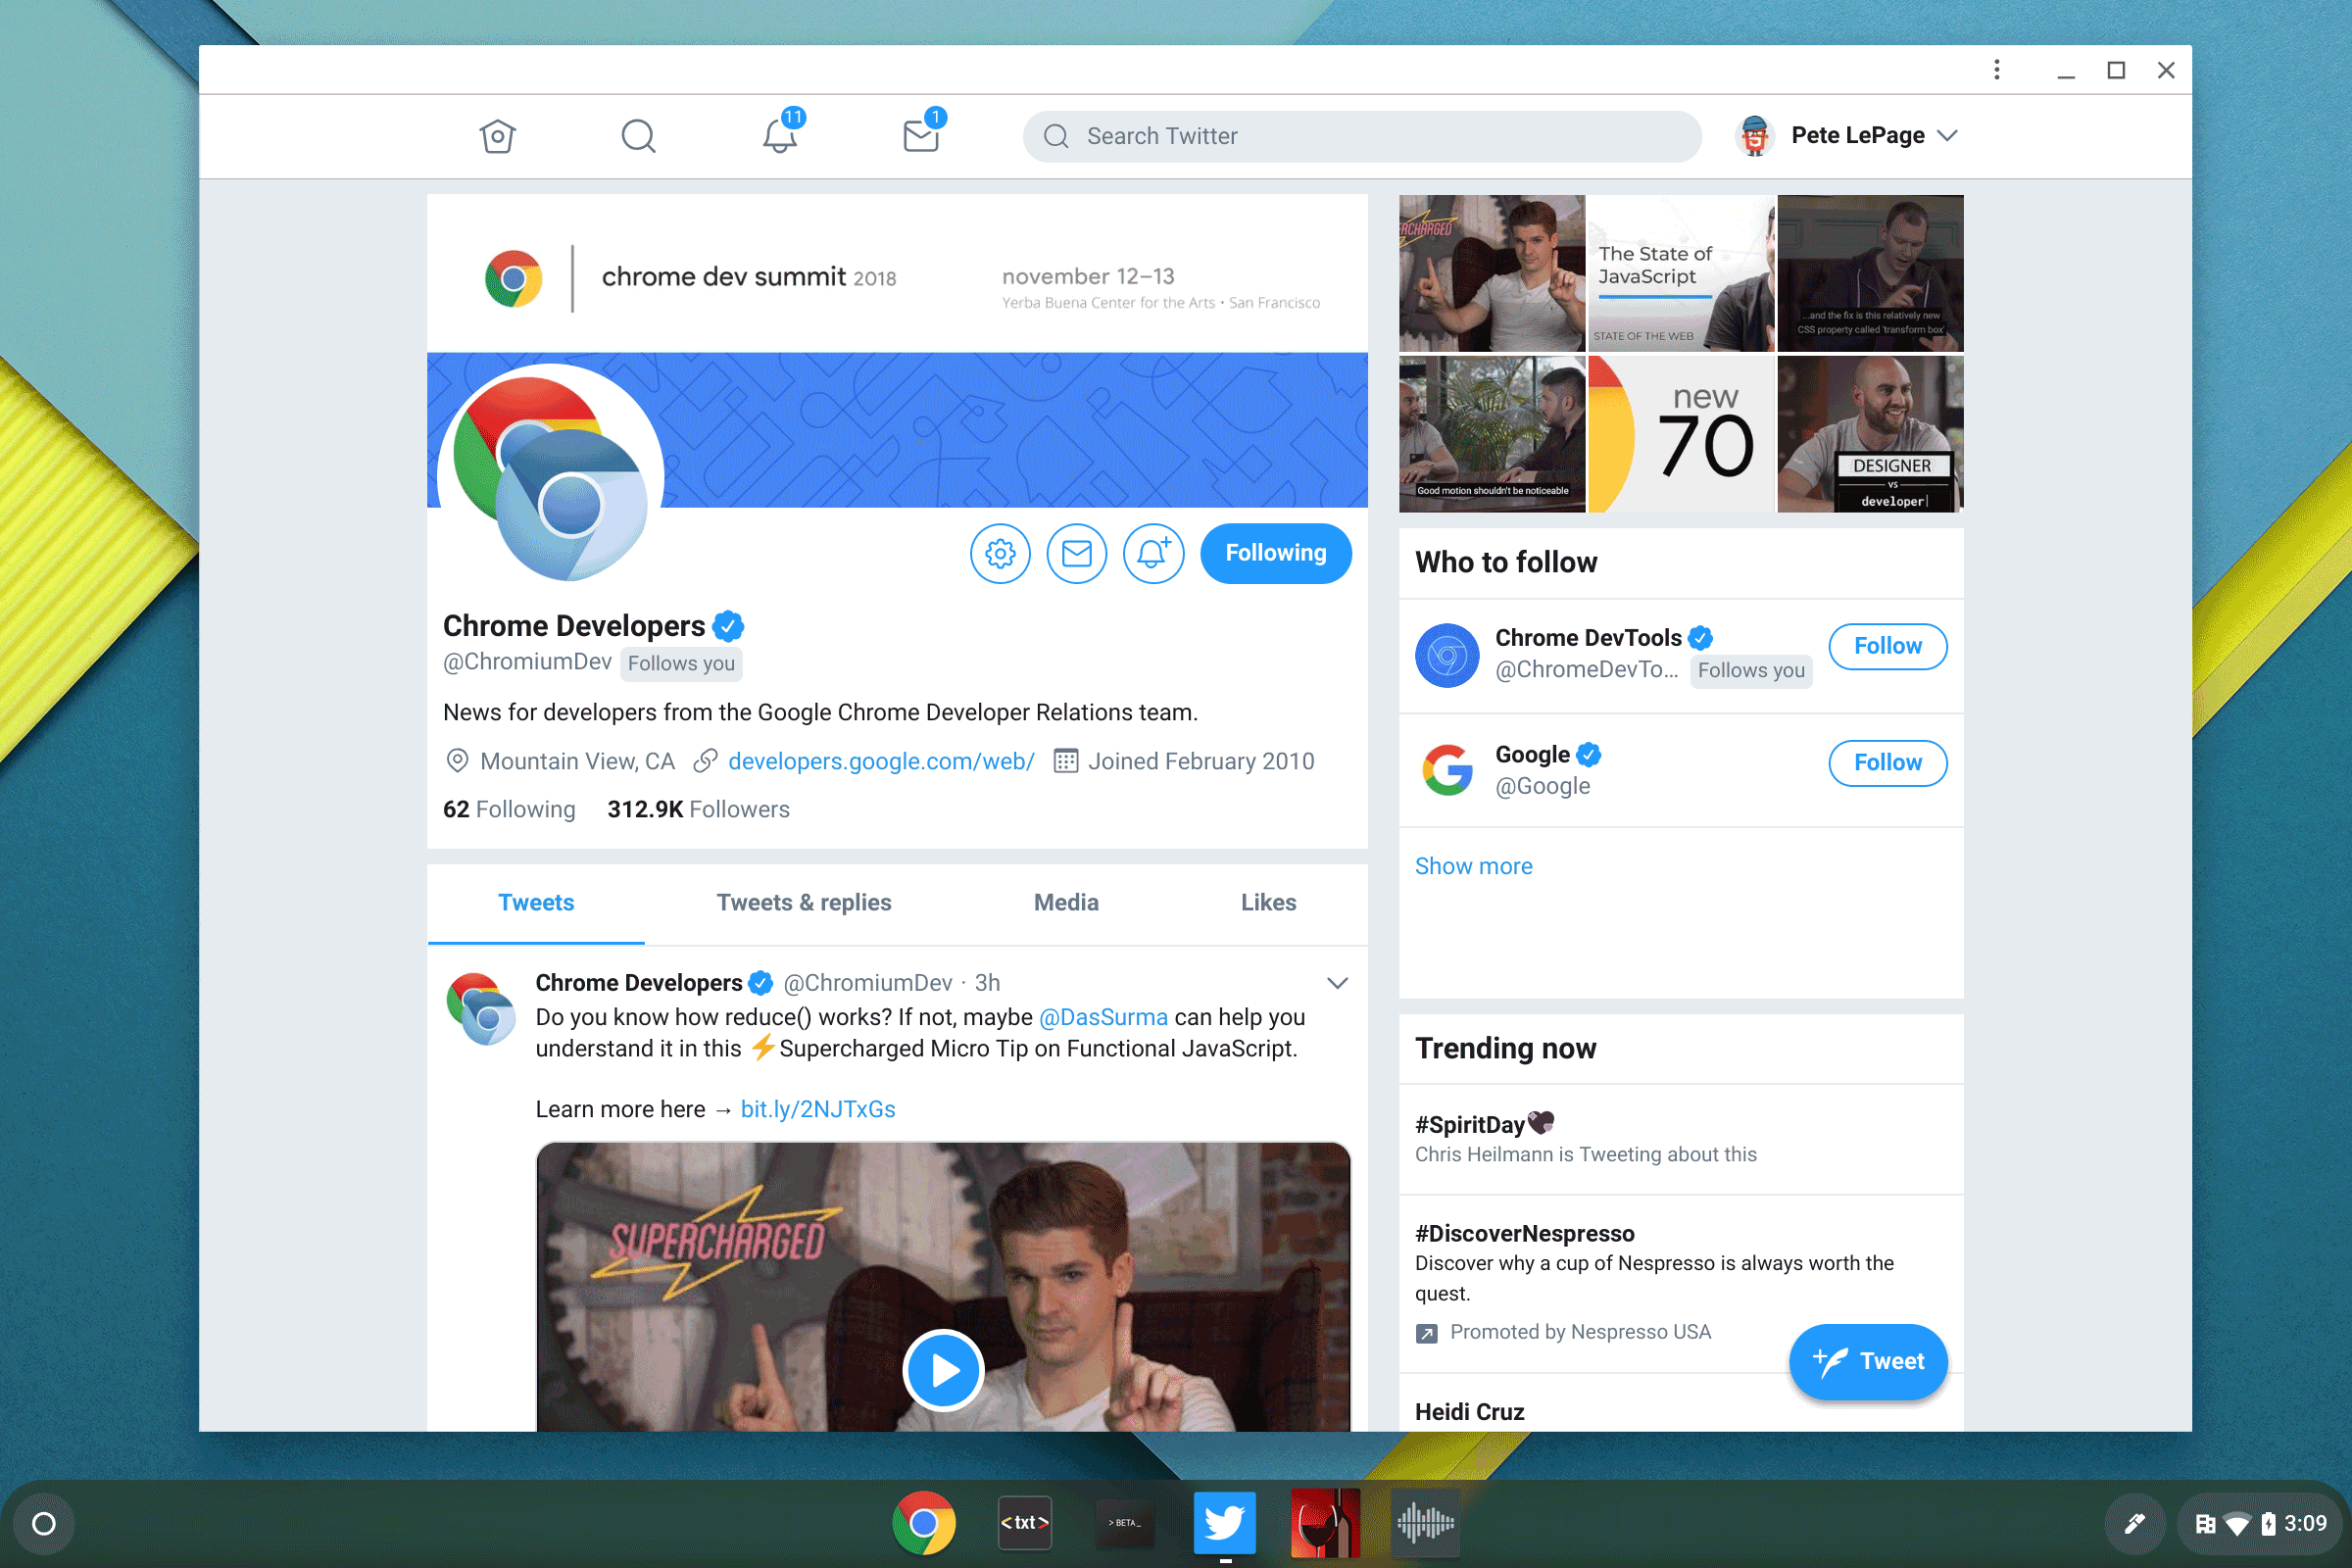 11
1
Search Twitter
Pete LePage
chrome dev summit 2018
november 12–13
Yerba Buena Center for the Arts • San Francisco
Following
Chrome Developers
@ChromiumDev Follows you
News for developers from the Google Chrome Developer Relations team.
Mountain View, CA developers.google.com/web/ Joined February 2010
62 Following 312.9K Followers
Tweets Tweets & replies Media Likes
Chrome Developers @ChromiumDev · 3h
Do you know how reduce() works? If not, maybe @DasSurma can help you
understand it in this ⚡Supercharged Micro Tip on Functional JavaScript.
Learn more here → bit.ly/2NJTxGs
SUPERCHARGED
RCHARGED
The State of
JavaScript
STATE OF THE WEB
...and the fix is this relatively new
CSS property called 'transform box'
Good motion shouldn't be noticeable
new
70
DESIGNER
vs
developer|
Who to follow
Chrome DevTools
@ChromeDevTo... Follows you
Follow
Google
@Google
Follow
Show more
Trending now
#SpiritDay
Chris Heilmann is Tweeting about this
#DiscoverNespresso
Discover why a cup of Nespresso is always worth the
quest.
Promoted by Nespresso USA
Tweet
Heidi Cruz
<txt>
> BETA_
3:09